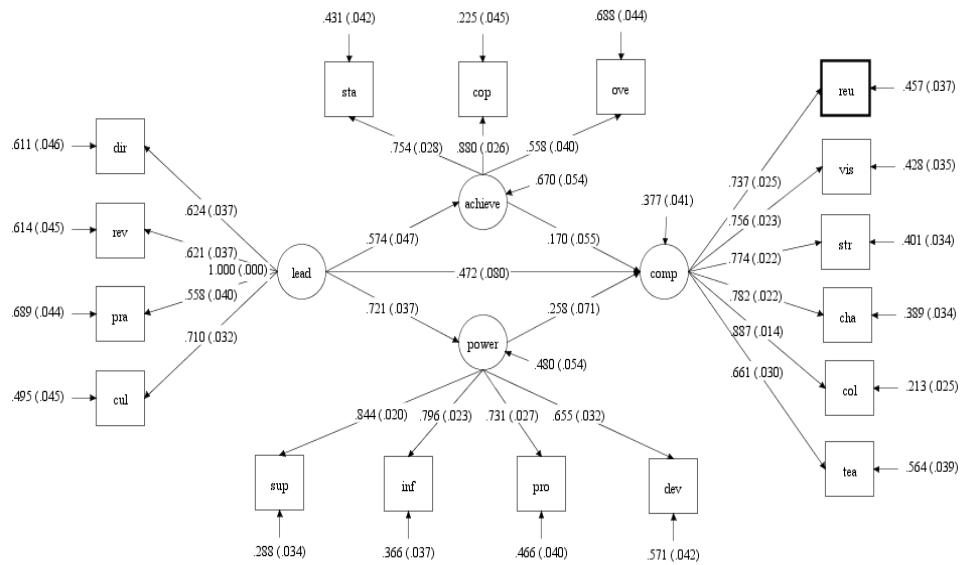 .431 (.042)
.225 (.045)
.688 (.044)
sta
cop
ove
reu
.457 (.037)
.611 (.046)
dir
.754 (.028)
.880 (.026)
.558 (.040)
vis
.428 (.035)
.737 (.025)
.670 (.054)
.624 (.037)
achieve
.377 (.041)
.756 (.023)
.614 (.045)
rev
.574 (.047)
.170 (.055)
str
.401 (.034)
.621 (.037)
.774 (.022)
1.000 (.000)
lead
.472 (.080)
comp
.558 (.040)
.782 (.022)
.689 (.044)
pra
.721 (.037)
.258 (.071)
cha
.389 (.034)
.710 (.032)
power
.887 (.014)
.480 (.054)
.661 (.030)
.495 (.045)
cul
col
.213 (.025)
.844 (.020)
.796 (.023)
.731 (.027)
.655 (.032)
tea
.564 (.039)
sup
inf
pro
dev
.288 (.034)
.366 (.037)
.466 (.040)
.571 (.042)